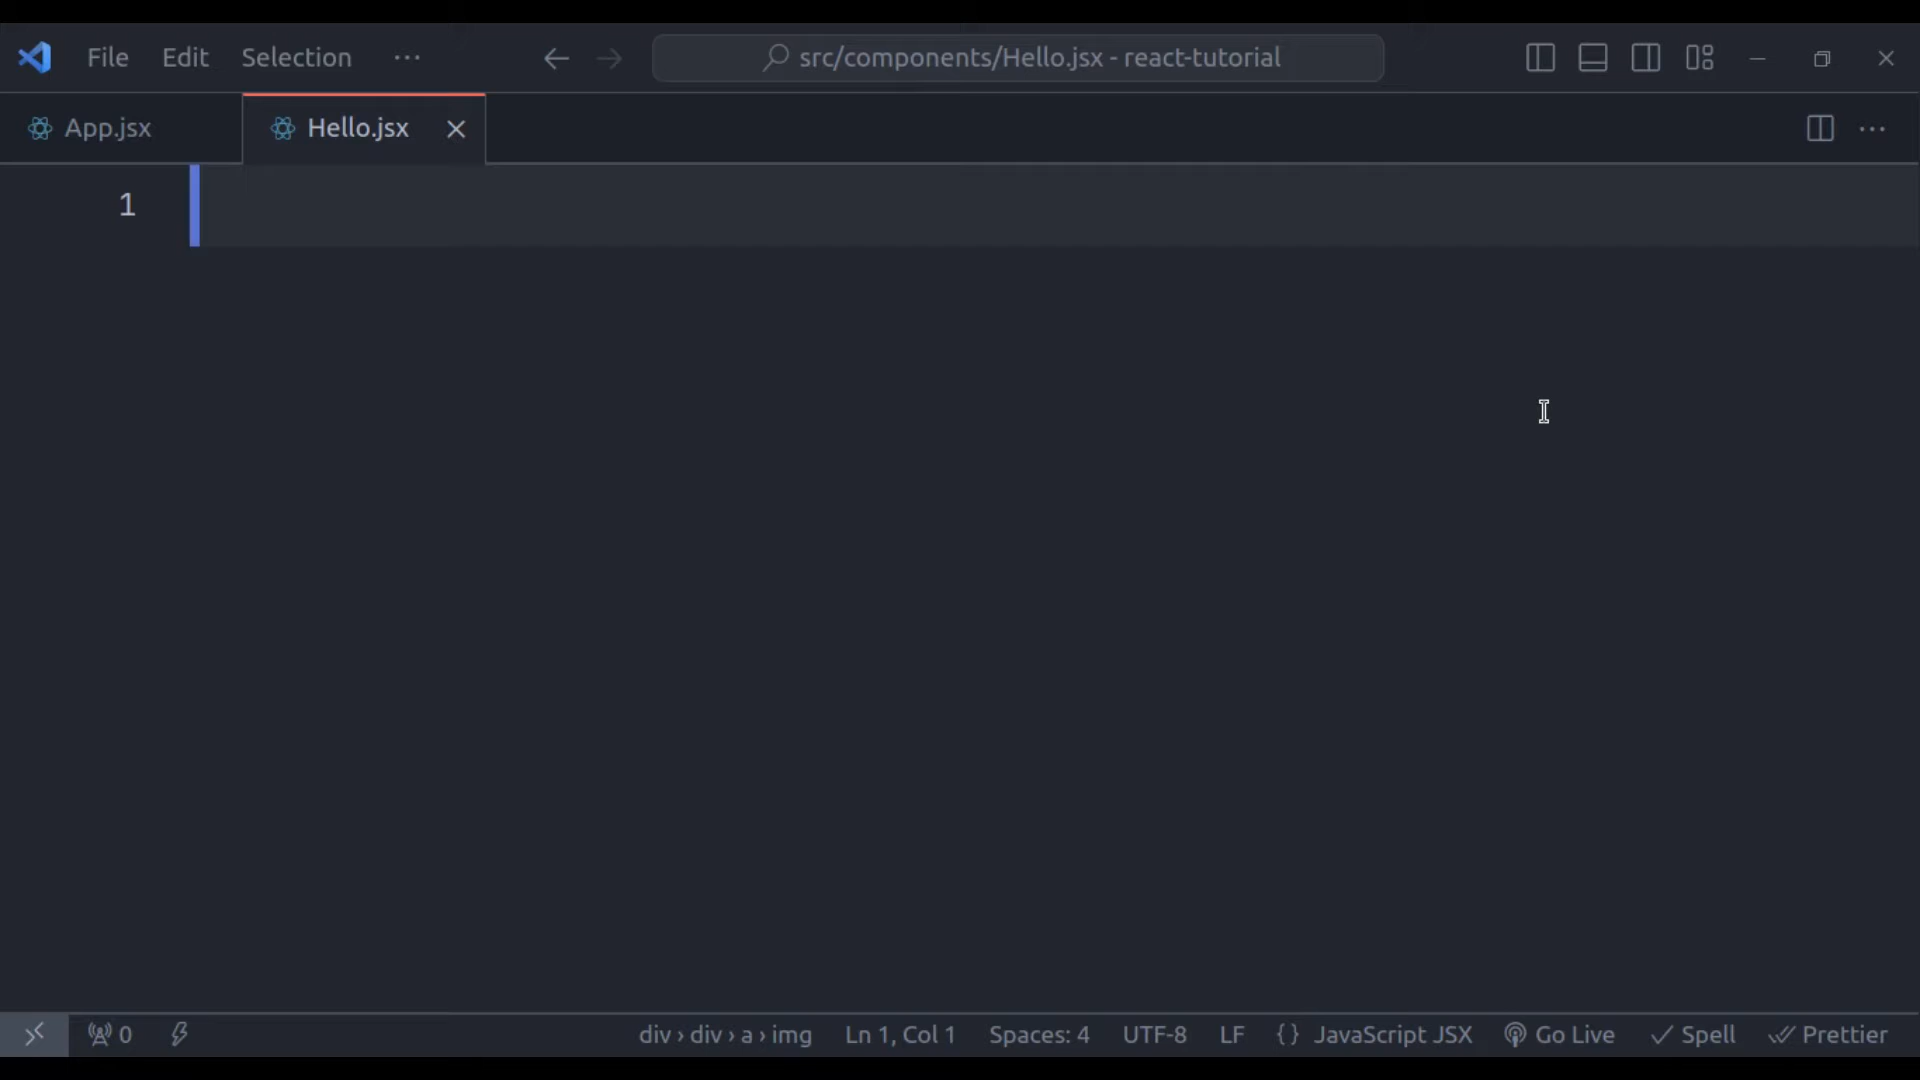 File Edit Selection ··· src/components/Hello.jsx - react-tutorial
App.jsx Hello.jsx
1
0 div › div › a › img Ln 1, Col 1 Spaces: 4 UTF-8 LF {} JavaScript JSX Go Live Spell Prettier